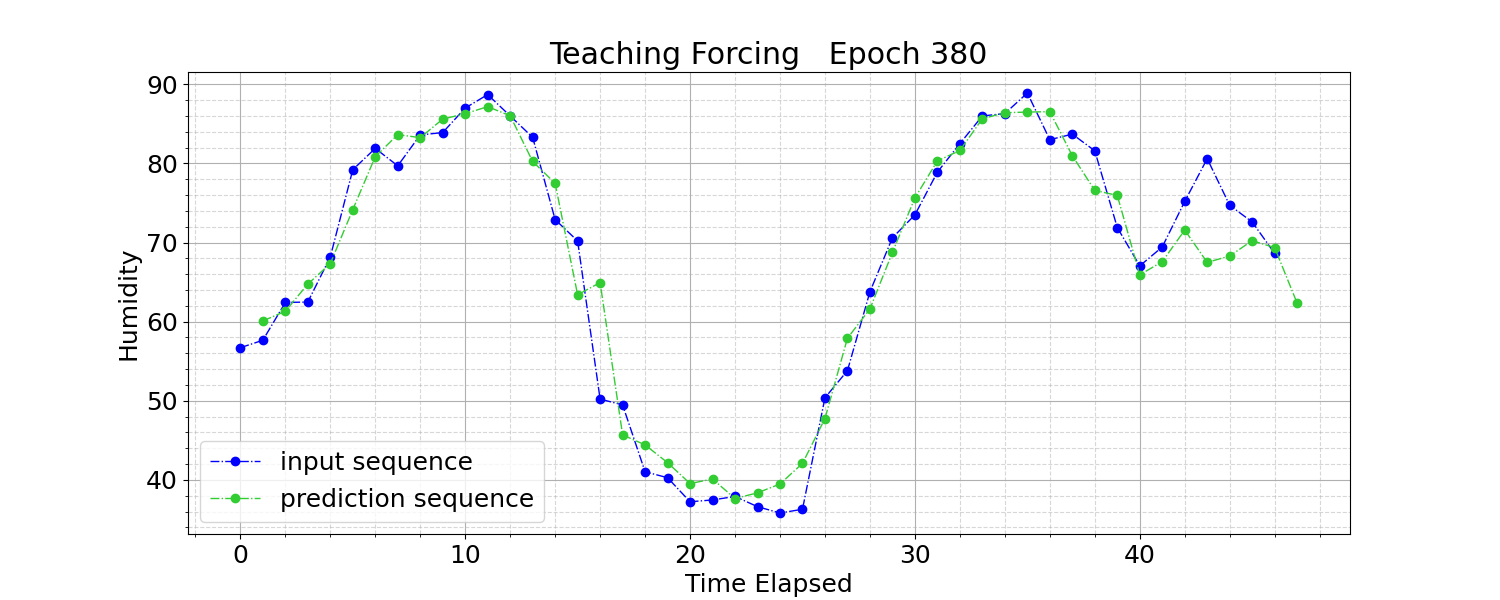 Teaching Forcing   Epoch 380
90
80
70
60
50
40
Humidity
input sequence
prediction sequence
0 10 20 30 40
Time Elapsed